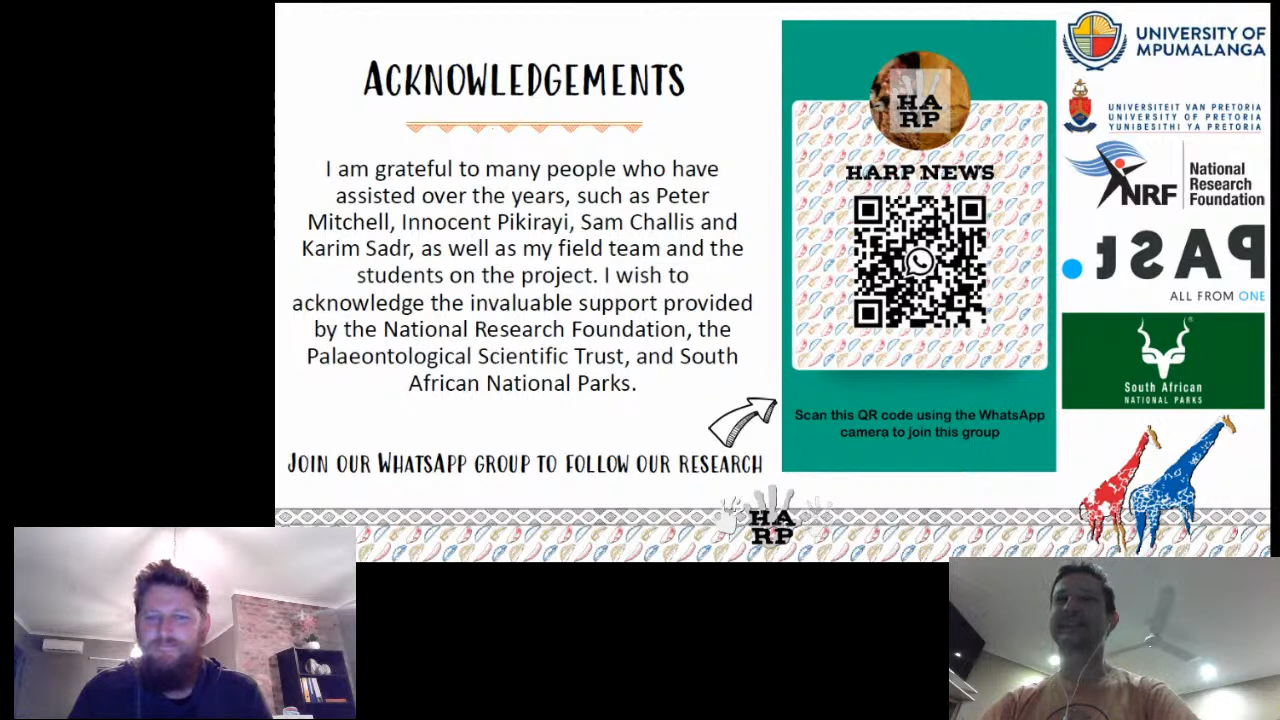 ACKNOWLEDGEMENTS
I am grateful to many people who have
assisted over the years, such as Peter
Mitchell, Innocent Pikirayi, Sam Challis and
Karim Sadr, as well as my field team and the
students on the project. I wish to
acknowledge the invaluable support provided
by the National Research Foundation, the
Palaeontological Scientific Trust, and South
African National Parks.
JOIN OUR WHATSAPP GROUP TO FOLLOW OUR RESEARCH
HA
RP
HARP NEWS
Scan this QR code using the WhatsApp
camera to join this group
UNIVERSITY OF
MPUMALANGA
UNIVERSITEIT VAN PRETORIA
UNIVERSITY OF PRETORIA
YUNIBESITHI YA PRETORIA
NRF
National
Research
Foundation
PAST.
ALL FROM ONE
South African
NATIONAL PARKS
HA
RP